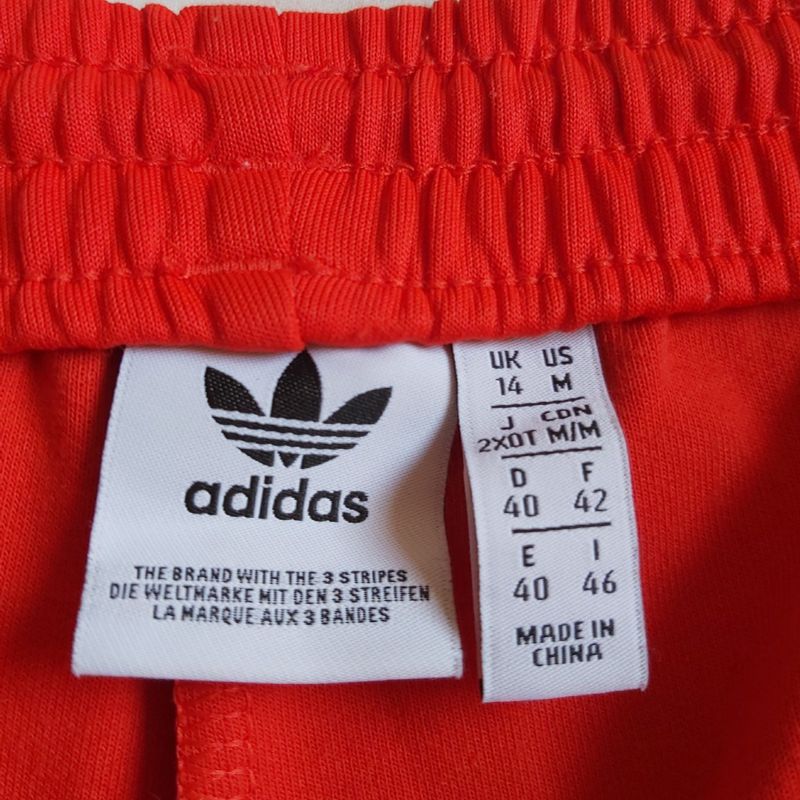 adidas
THE BRAND WITH THE 3 STRIPES
DIE WELTMARKE MIT DEN 3 STREIFEN
LA MARQUE AUX 3 BANDES
UK US
14 M
J CDN
2XOT M/M
D F
40 42
E I
40 46
MADE IN
CHINA